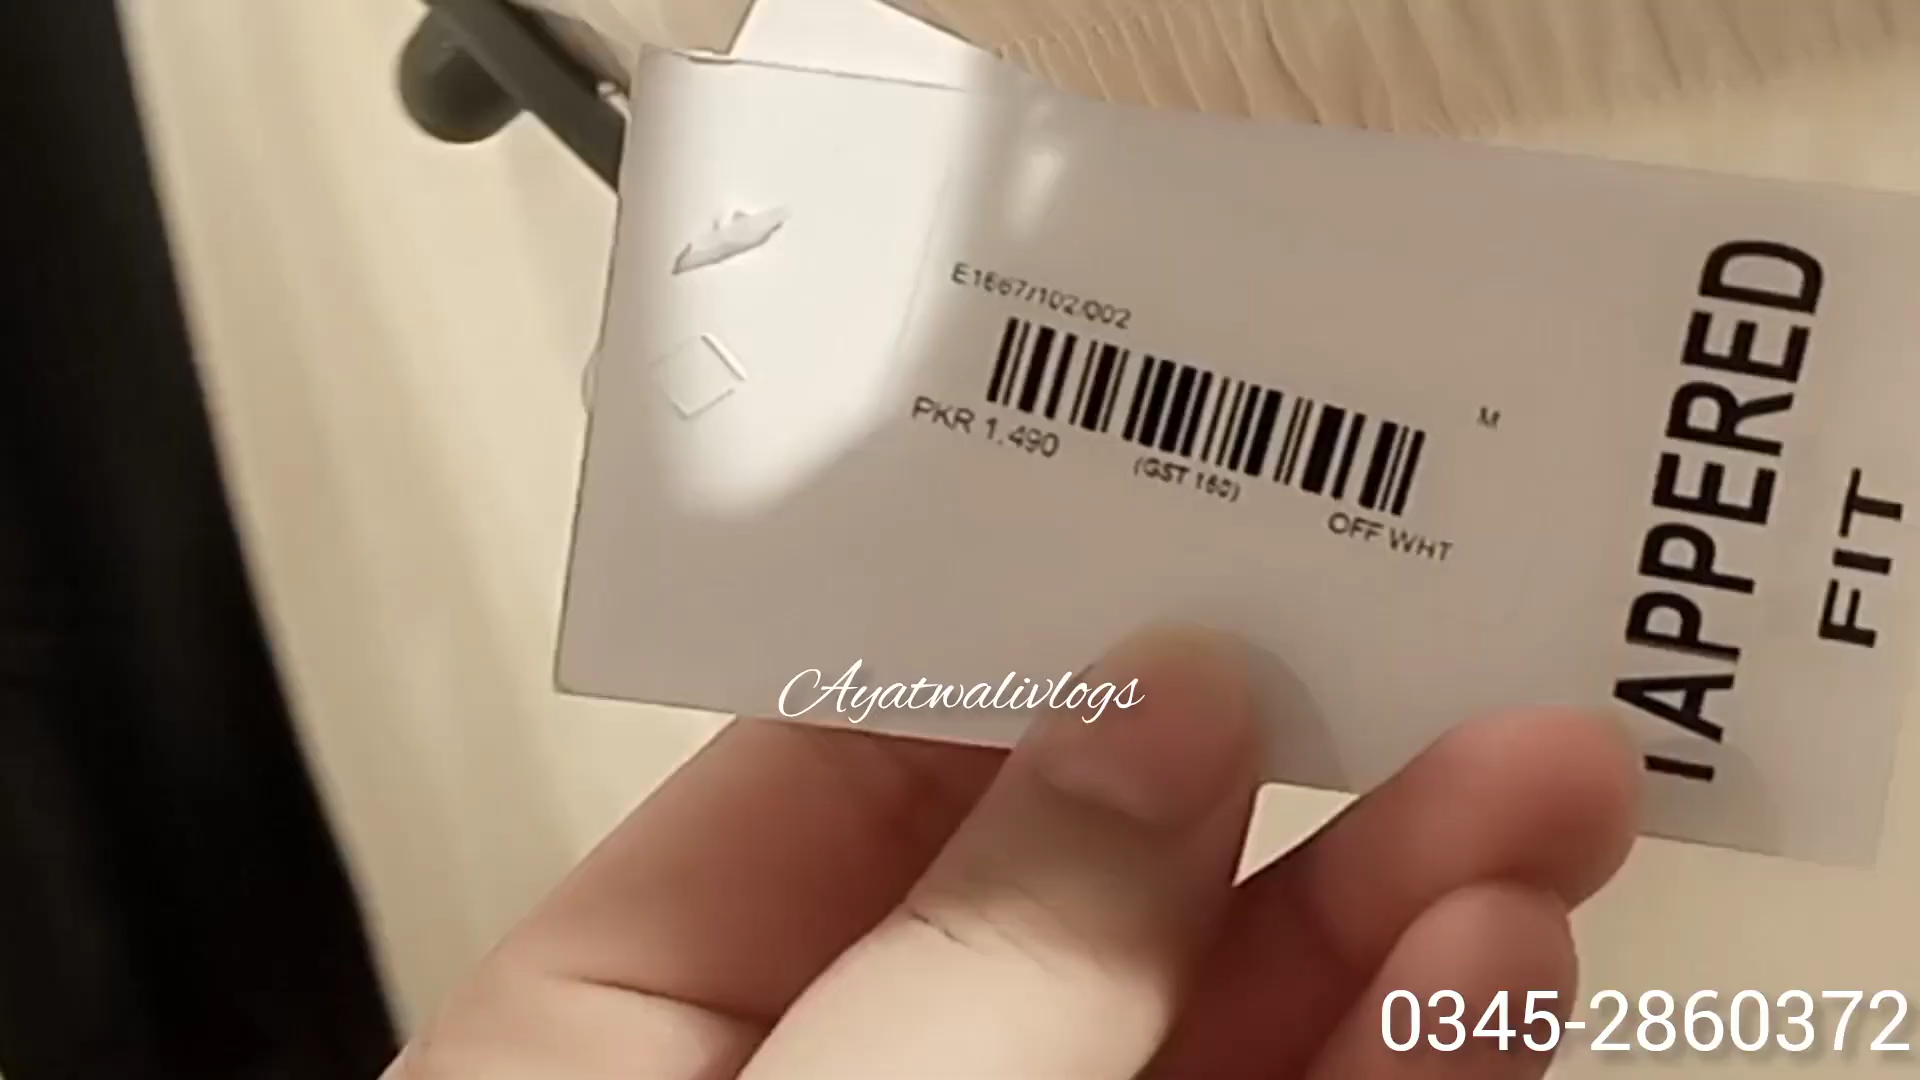 E1667/102/002
M
PKR 1.490
(GST 160)
OFF WHT
TAPPERED
FIT
Ayatwalivlogs
0345-2860372